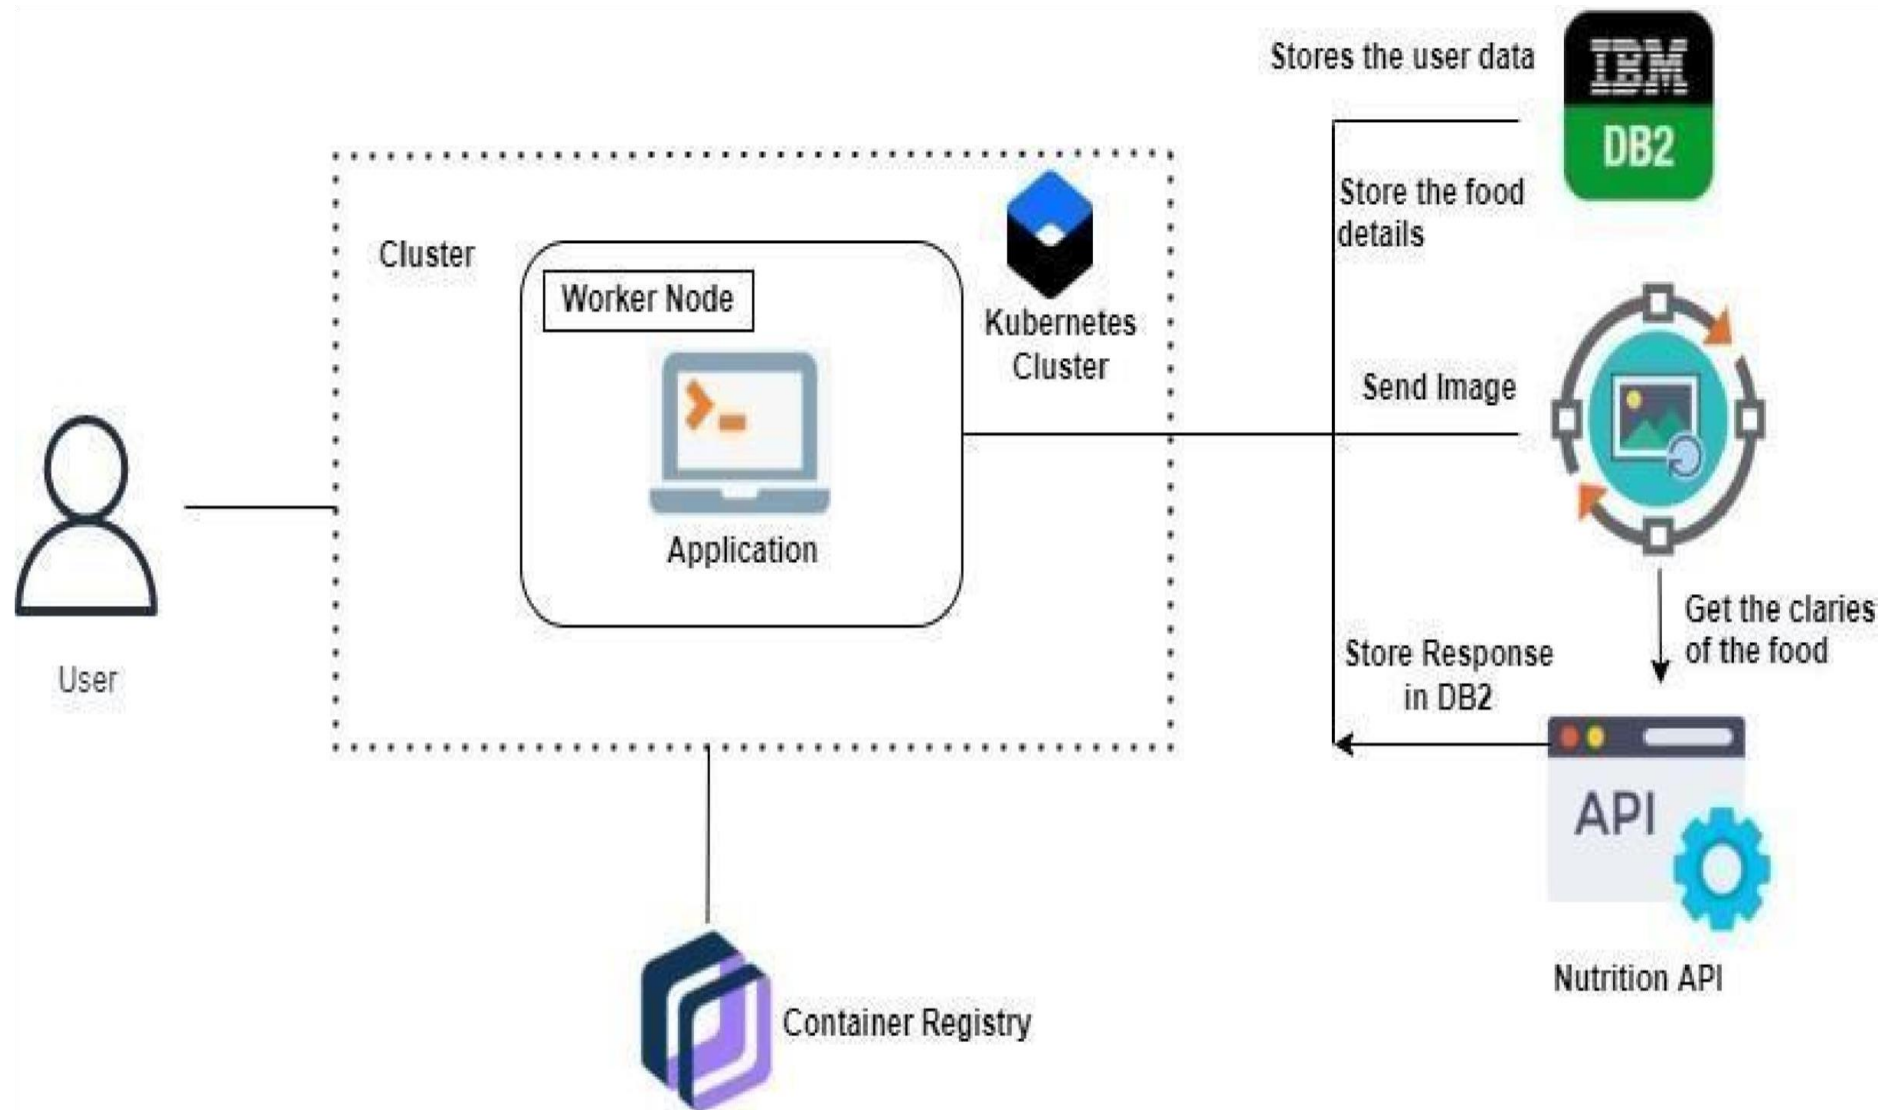 Stores the user data
IBM
DB2
Store the food
details
Cluster
Worker Node
Kubernetes
Cluster
Send Image
Application
Get the claries
of the food
Store Response
in DB2
User
API
Nutrition API
Container Registry